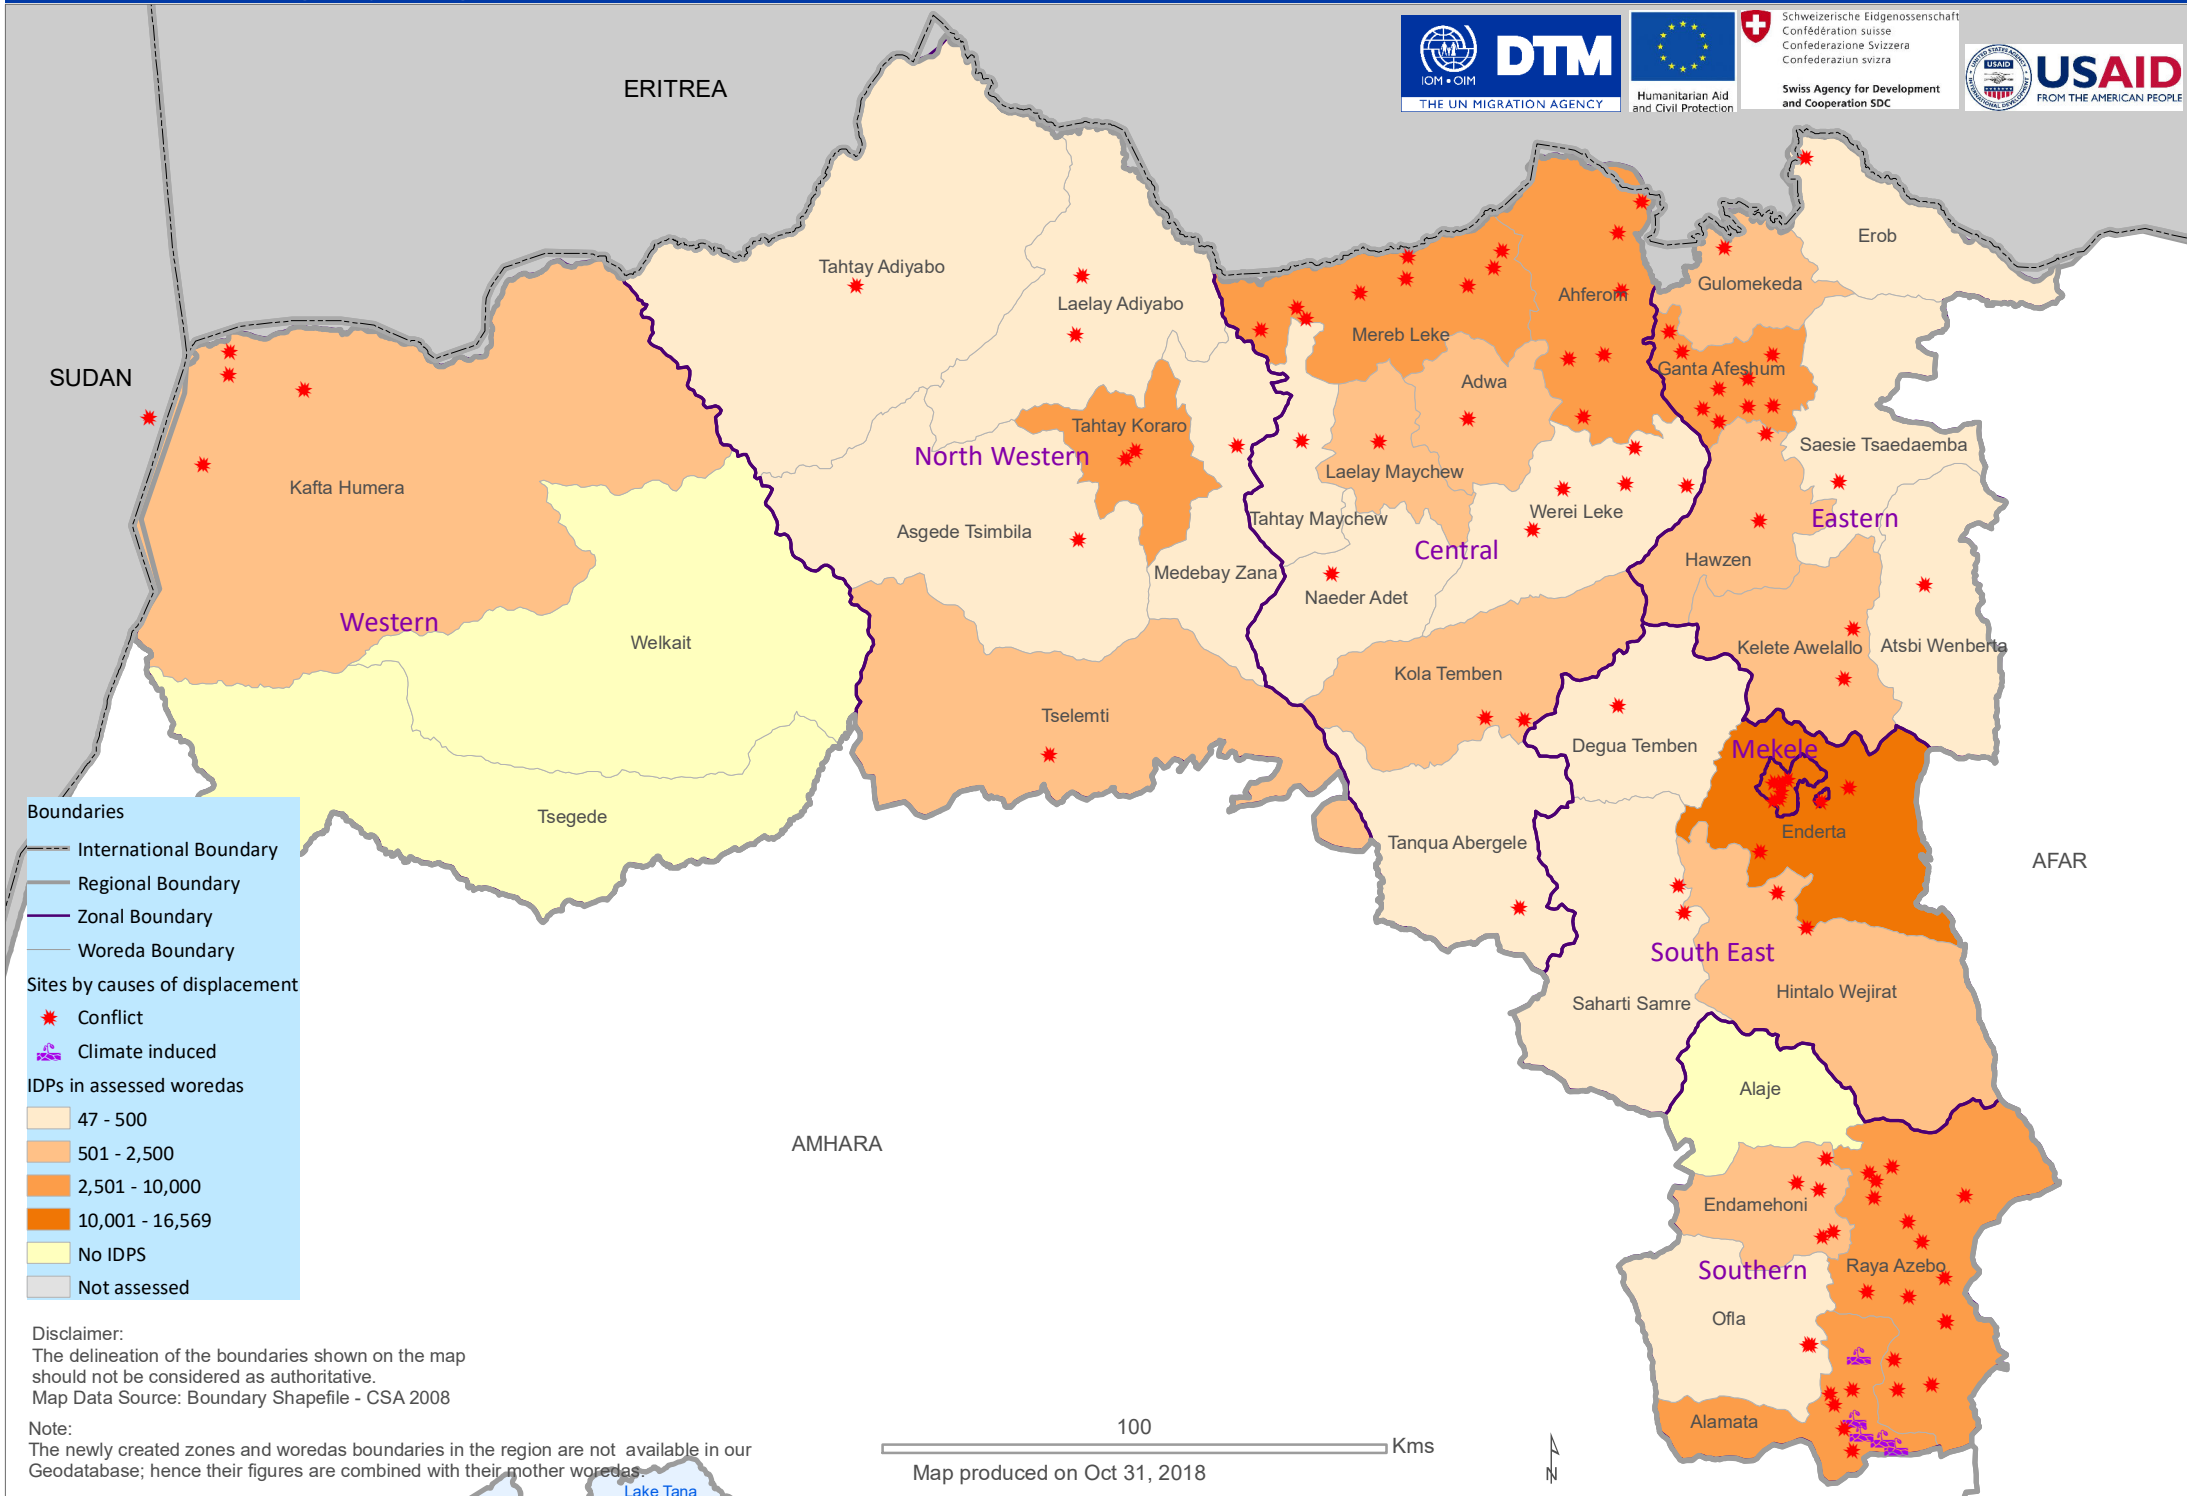 IOM • OIM
DTM
THE UN MIGRATION AGENCY
Humanitarian Aid
and Civil Protection
Schweizerische Eidgenossenschaft
Confédération suisse
Confederazione Svizzera
Confederaziun svizra
Swiss Agency for Development
and Cooperation SDC
USAID
USAID
FROM THE AMERICAN PEOPLE
ERITREA
SUDAN
Tahtay Adiyabo
Laelay Adiyabo
Erob
Gulomekeda
Ahferom
Mereb Leke
Ganta Afeshum
Adwa
Tahtay Koraro
North Western
Saesie Tsaedaemba
Laelay Maychew
Kafta Humera
Werei Leke
Tahtay Maychew
Eastern
Asgede Tsimbila
Central
Hawzen
Medebay Zana
Naeder Adet
Western
Welkait
Kelete Awelallo
Atsbi Wenberta
Kola Temben
Tselemti
Degua Temben
Mekele
Tsegede
Enderta
Tanqua Abergele
AFAR
South East
Hintalo Wejirat
Saharti Samre
Alaje
AMHARA
Endamehoni
Raya Azebo
Southern
Ofla
Alamata
Boundaries
International Boundary
Regional Boundary
Zonal Boundary
Woreda Boundary
Sites by causes of displacement
Conflict
Climate induced
IDPs in assessed woredas
47 - 500
501 - 2,500
2,501 - 10,000
10,001 - 16,569
No IDPS
Not assessed
Disclaimer:
The delineation of the boundaries shown on the map
should not be considered as authoritative.
Map Data Source: Boundary Shapefile - CSA 2008
Note:
The newly created zones and woredas boundaries in the region are not available in our
Geodatabase; hence their figures are combined with their mother woredas.
Lake Tana
100
Kms
Map produced on Oct 31, 2018
N